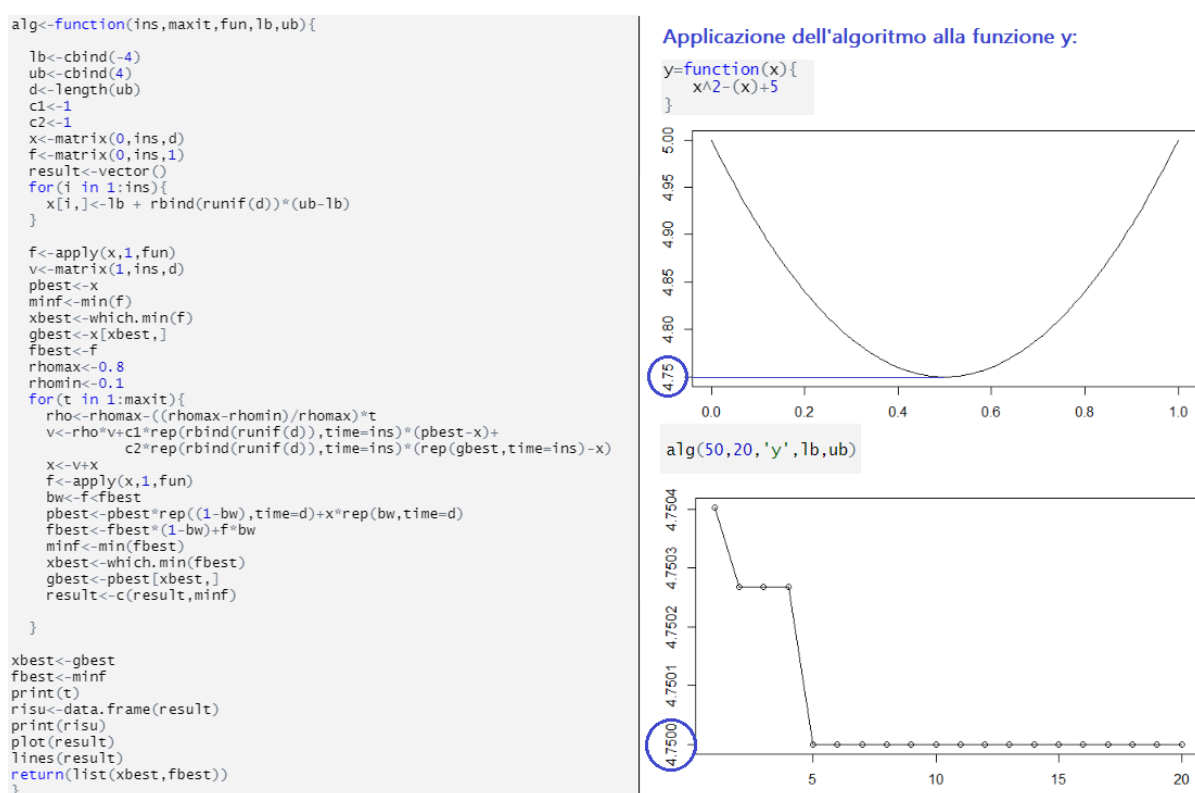 alg<-function(ins,maxit,fun,lb,ub){
lb<-cbind(-4)
ub<-cbind(4)
d<-length(ub)
c1<-1
c2<-1
x<-matrix(0,ins,d)
f<-matrix(0,ins,1)
result<-vector()
for(i in 1:ins){
x[i,]<-lb + rbind(runif(d))*(ub-lb)
}
f<-apply(x,1,fun)
v<-matrix(1,ins,d)
pbest<-x
minf<-min(f)
xbest<-which.min(f)
gbest<-x[xbest,]
fbest<-f
rhomax<-0.8
rhomin<-0.1
for(t in 1:maxit){
rho<-rhomax-((rhomax-rhomin)/rhomax)*t
v<-rho*v+c1*rep(rbind(runif(d)),time=ins)*(pbest-x)+
c2*rep(rbind(runif(d)),time=ins)*(rep(gbest,time=ins)-x)
x<-v+x
f<-apply(x,1,fun)
bw<-f<fbest
pbest<-pbest*rep((1-bw),time=d)+x*rep(bw,time=d)
fbest<-fbest*(1-bw)+f*bw
minf<-min(fbest)
xbest<-which.min(fbest)
gbest<-pbest[xbest,]
result<-c(result,minf)
}
xbest<-gbest
fbest<-minf
print(t)
risu<-data.frame(result)
print(risu)
plot(result)
lines(result)
return(list(xbest,fbest))
}
Applicazione dell'algoritmo alla funzione y:
y=function(x){
x^2-(x)+5
}
5.00
4.95
4.90
4.85
4.80
4.75
0.0 0.2 0.4 0.6 0.8 1.0
alg(50,20,'y',lb,ub)
4.7504
4.7503
4.7502
4.7501
4.7500
5 10 15 20